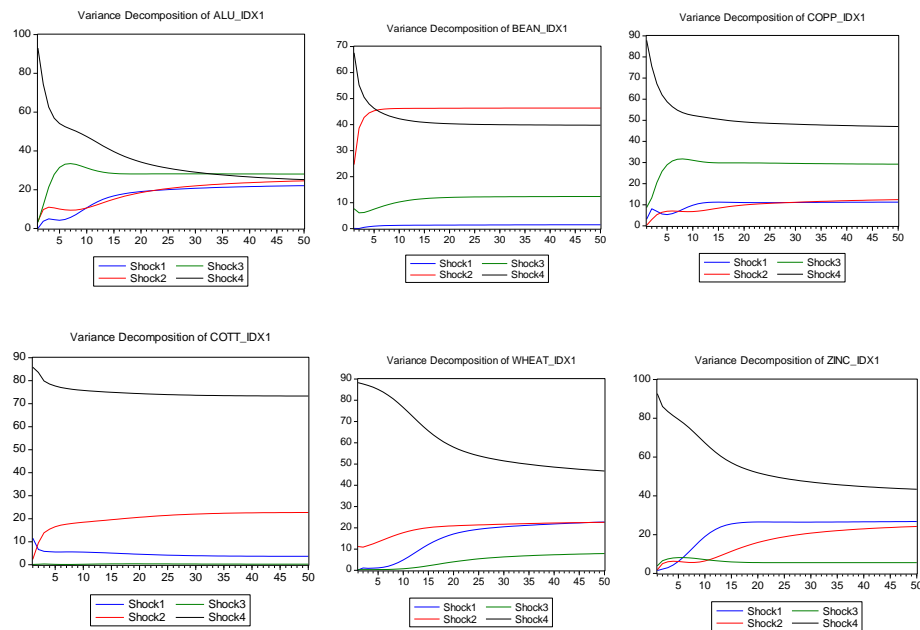 Variance Decomposition of ALU_IDX1
100
80
60
40
20
0
5 10 15 20 25 30 35 40 45 50
Shock1 Shock3
Shock2 Shock4
Variance Decomposition of BEAN_IDX1
70
60
50
40
30
20
10
0
5 10 15 20 25 30 35 40 45 50
Shock1 Shock3
Shock2 Shock4
Variance Decomposition of COPP_IDX1
90
80
70
60
50
40
30
20
10
0
5 10 15 20 25 30 35 40 45 50
Shock1 Shock3
Shock2 Shock4
Variance Decomposition of COTT_IDX1
90
80
70
60
50
40
30
20
10
0
5 10 15 20 25 30 35 40 45 50
Shock1 Shock3
Shock2 Shock4
Variance Decomposition of WHEAT_IDX1
90
80
70
60
50
40
30
20
10
0
5 10 15 20 25 30 35 40 45 50
Shock1 Shock3
Shock2 Shock4
Variance Decomposition of ZINC_IDX1
100
80
60
40
20
0
5 10 15 20 25 30 35 40 45 50
Shock1 Shock3
Shock2 Shock4